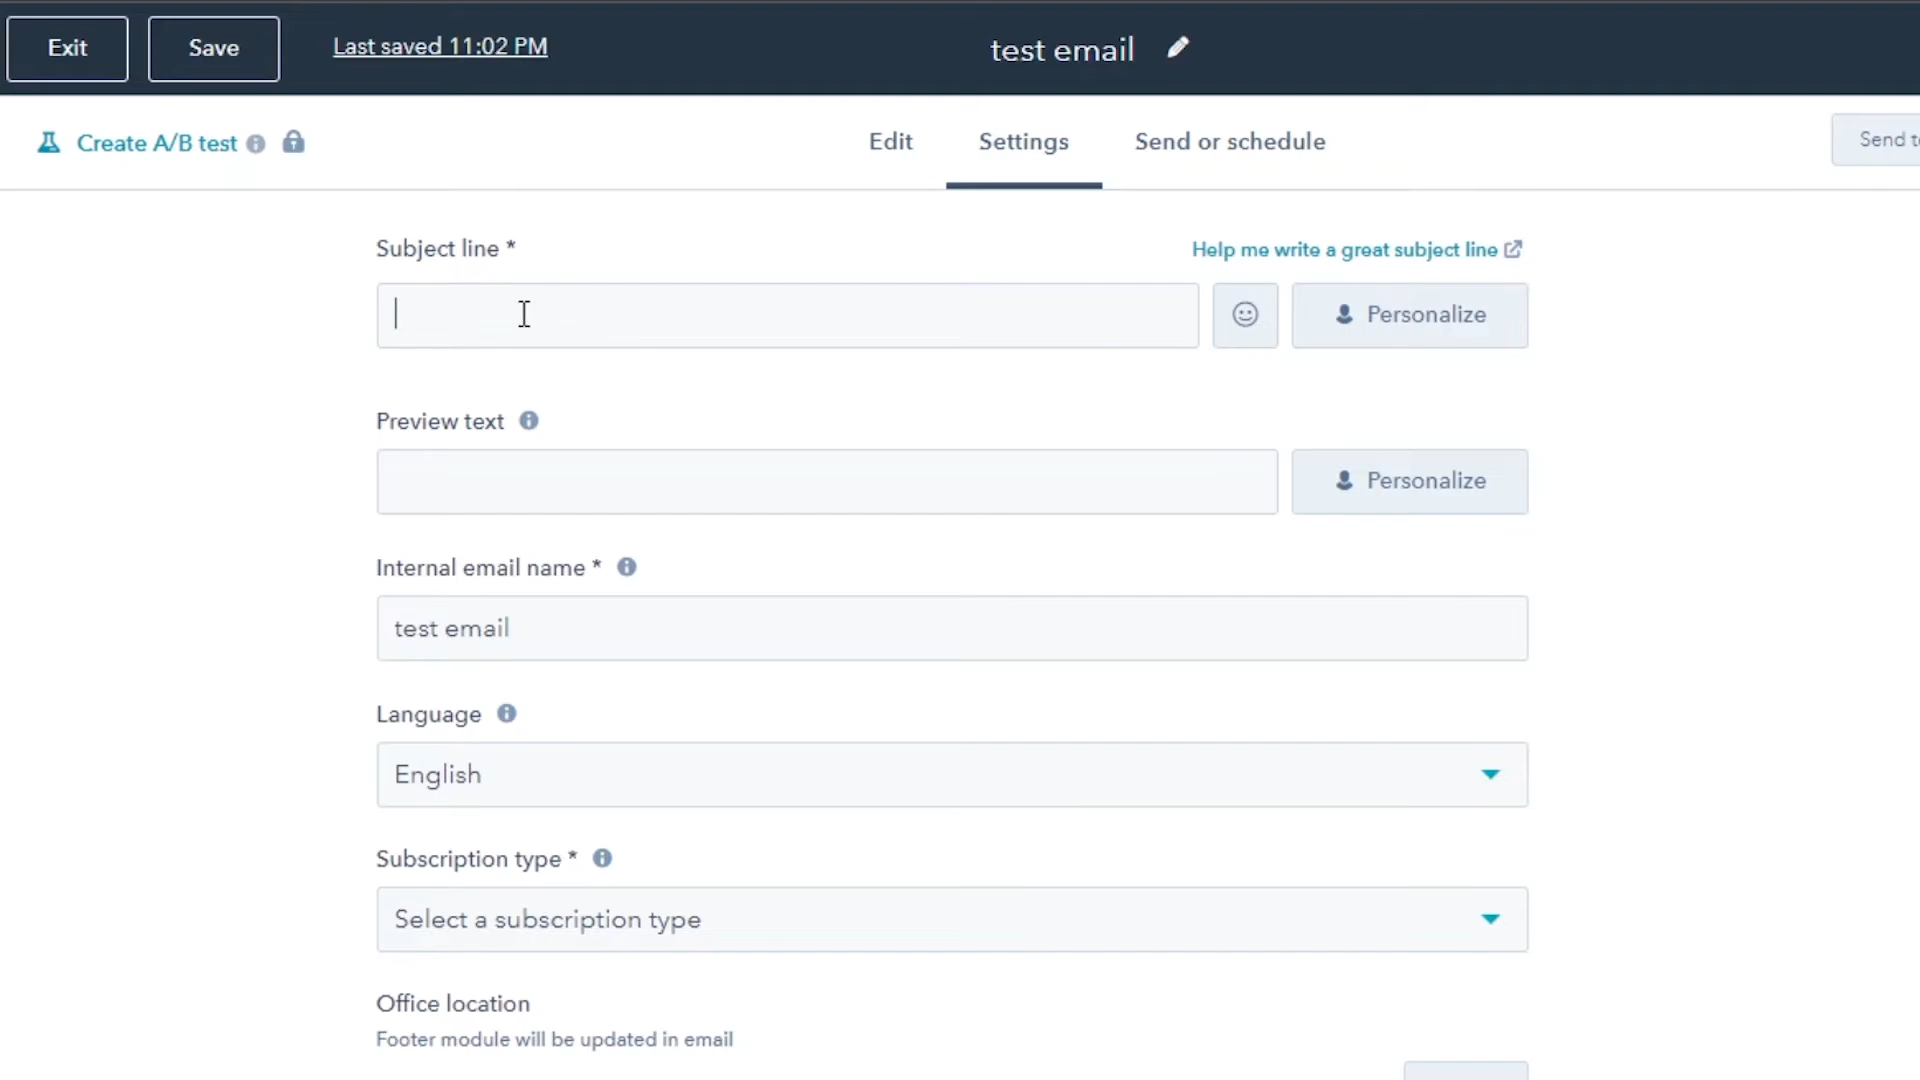 Exit
Save
Last saved 11:02 PM
test email
Create A/B test
Edit
Settings
Send or schedule
Send
Subject line *
Help me write a great subject line
Personalize
Preview text
Personalize
Internal email name *
test email
Language
English
Subscription type *
Select a subscription type
Office location
Footer module will be updated in email